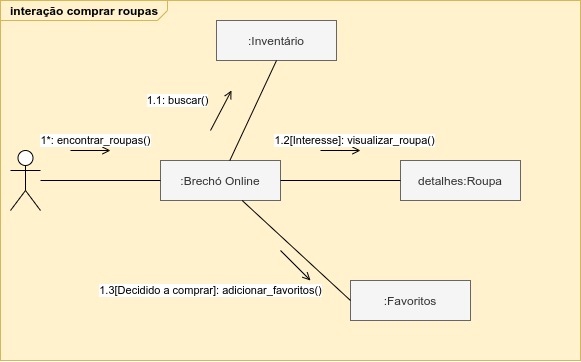 interação comprar roupas
:Inventário
1.1: buscar()
1*: encontrar_roupas()
1.2[Interesse]: visualizar_roupa()
:Brechó Online
detalhes:Roupa
1.3[Decidido a comprar]: adicionar_favoritos()
:Favoritos